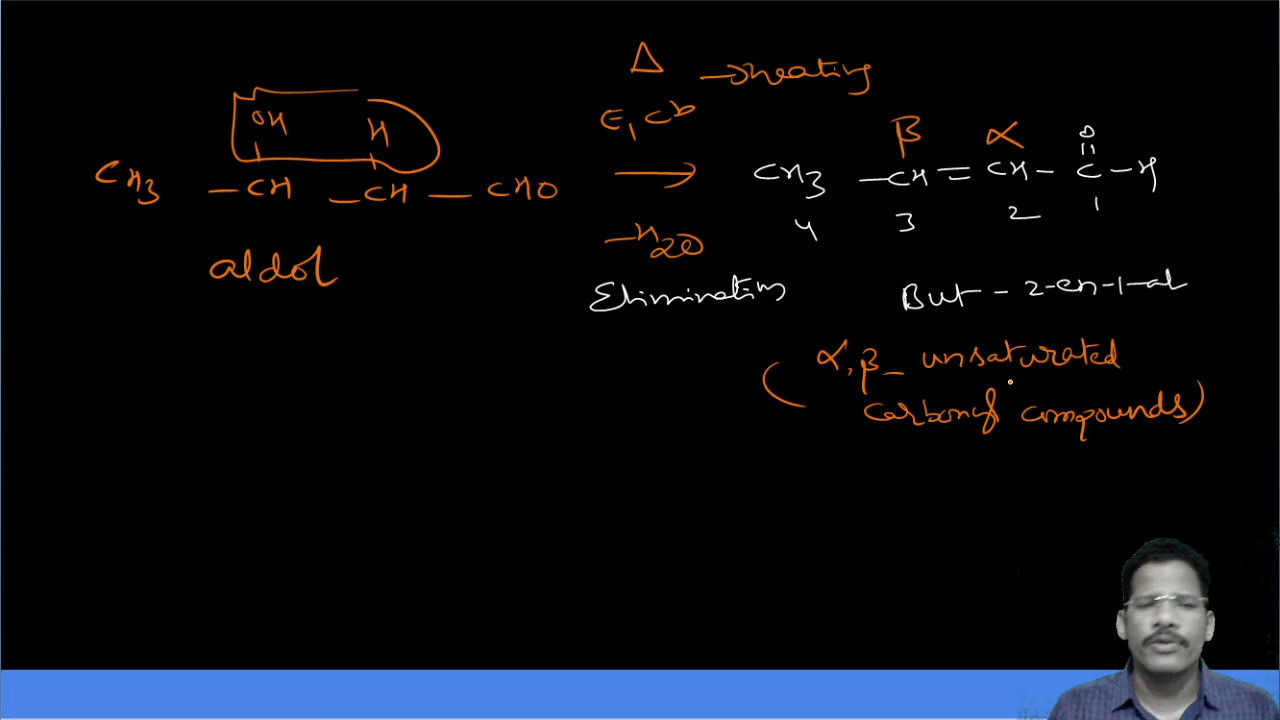 Δ → heating
E1cb
OH H
CH3 — CH — CH — CHO
aldol
→
-H2O
Elimination
β α O
CH3 — CH = CH - C - H
4 3 2 1
But - 2-en-1-al
(α, β - unsaturated
carbonyl compounds)